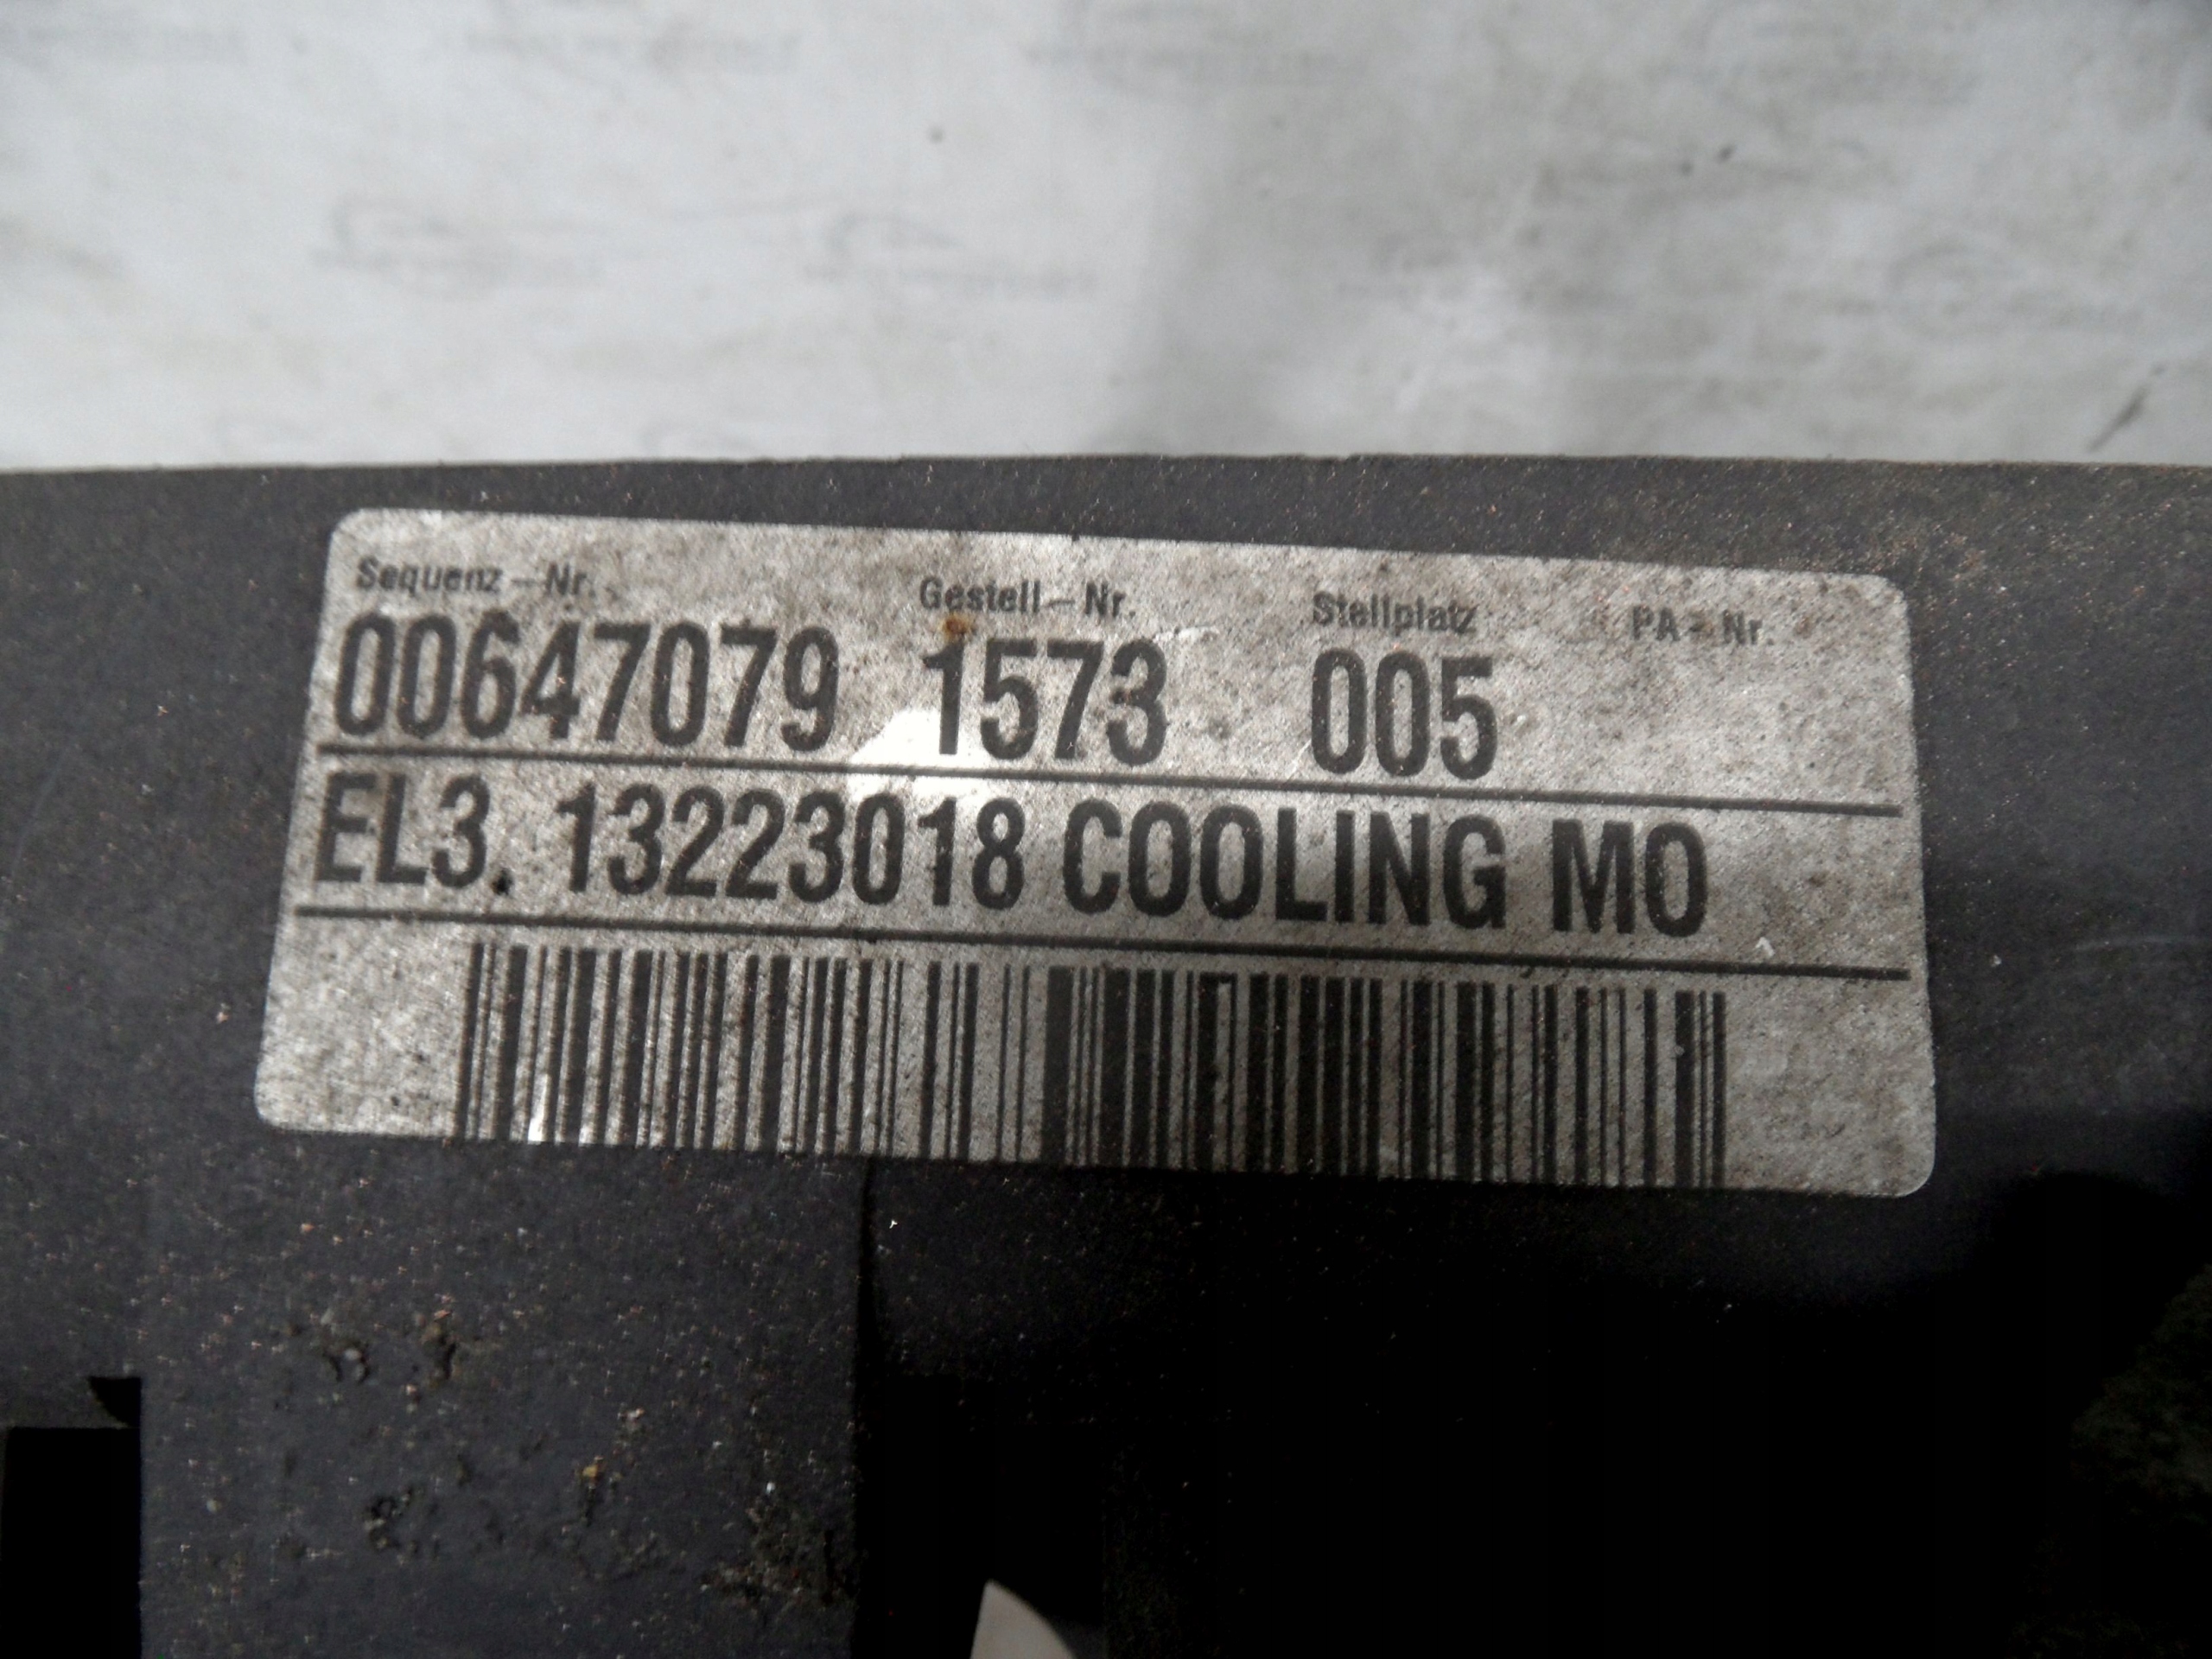 Sequenz-Nr. Gestell-Nr. Stellplatz PA-Nr.
00647079 1573 005
EL3. 13223018 COOLING MO